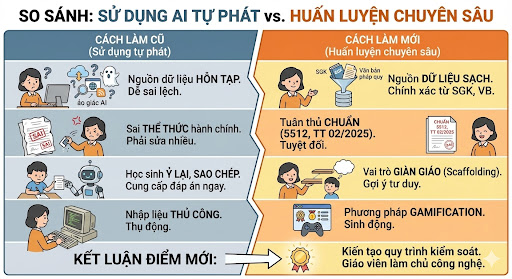 SO SÁNH: SỬ DỤNG AI TỰ PHÁT vs. HUẤN LUYỆN CHUYÊN SÂU
CÁCH LÀM CŨ
(Sử dụng tự phát)
ảo giác AI
Nguồn dữ liệu HỖN TẠP.
Dễ sai lệch.
SAI
SAI
Sai THỂ THỨC hành chính.
Phải sửa nhiều.
Học sinh Ỷ LẠI, SAO CHÉP.
Cung cấp đáp án ngay.
Nhập liệu THỦ CÔNG.
Thụ động.
CÁCH LÀM MỚI
(Huấn luyện chuyên sâu)
SGK
Văn bản
pháp quy
Nguồn DỮ LIỆU SẠCH.
Chính xác từ SGK, VB.
Tuân thủ CHUẨN
(5512, TT 02/2025).
Tuyệt đối.
CHUẨN
5512,
TT 02/2025
Vai trò GIÀN GIÁO (Scaffolding).
Gợi ý tư duy.
Phương pháp GAMIFICATION.
Sinh động.
KẾT LUẬN ĐIỂM MỚI:
Kiến tạo quy trình kiểm soát.
Giáo viên làm chủ công nghệ.